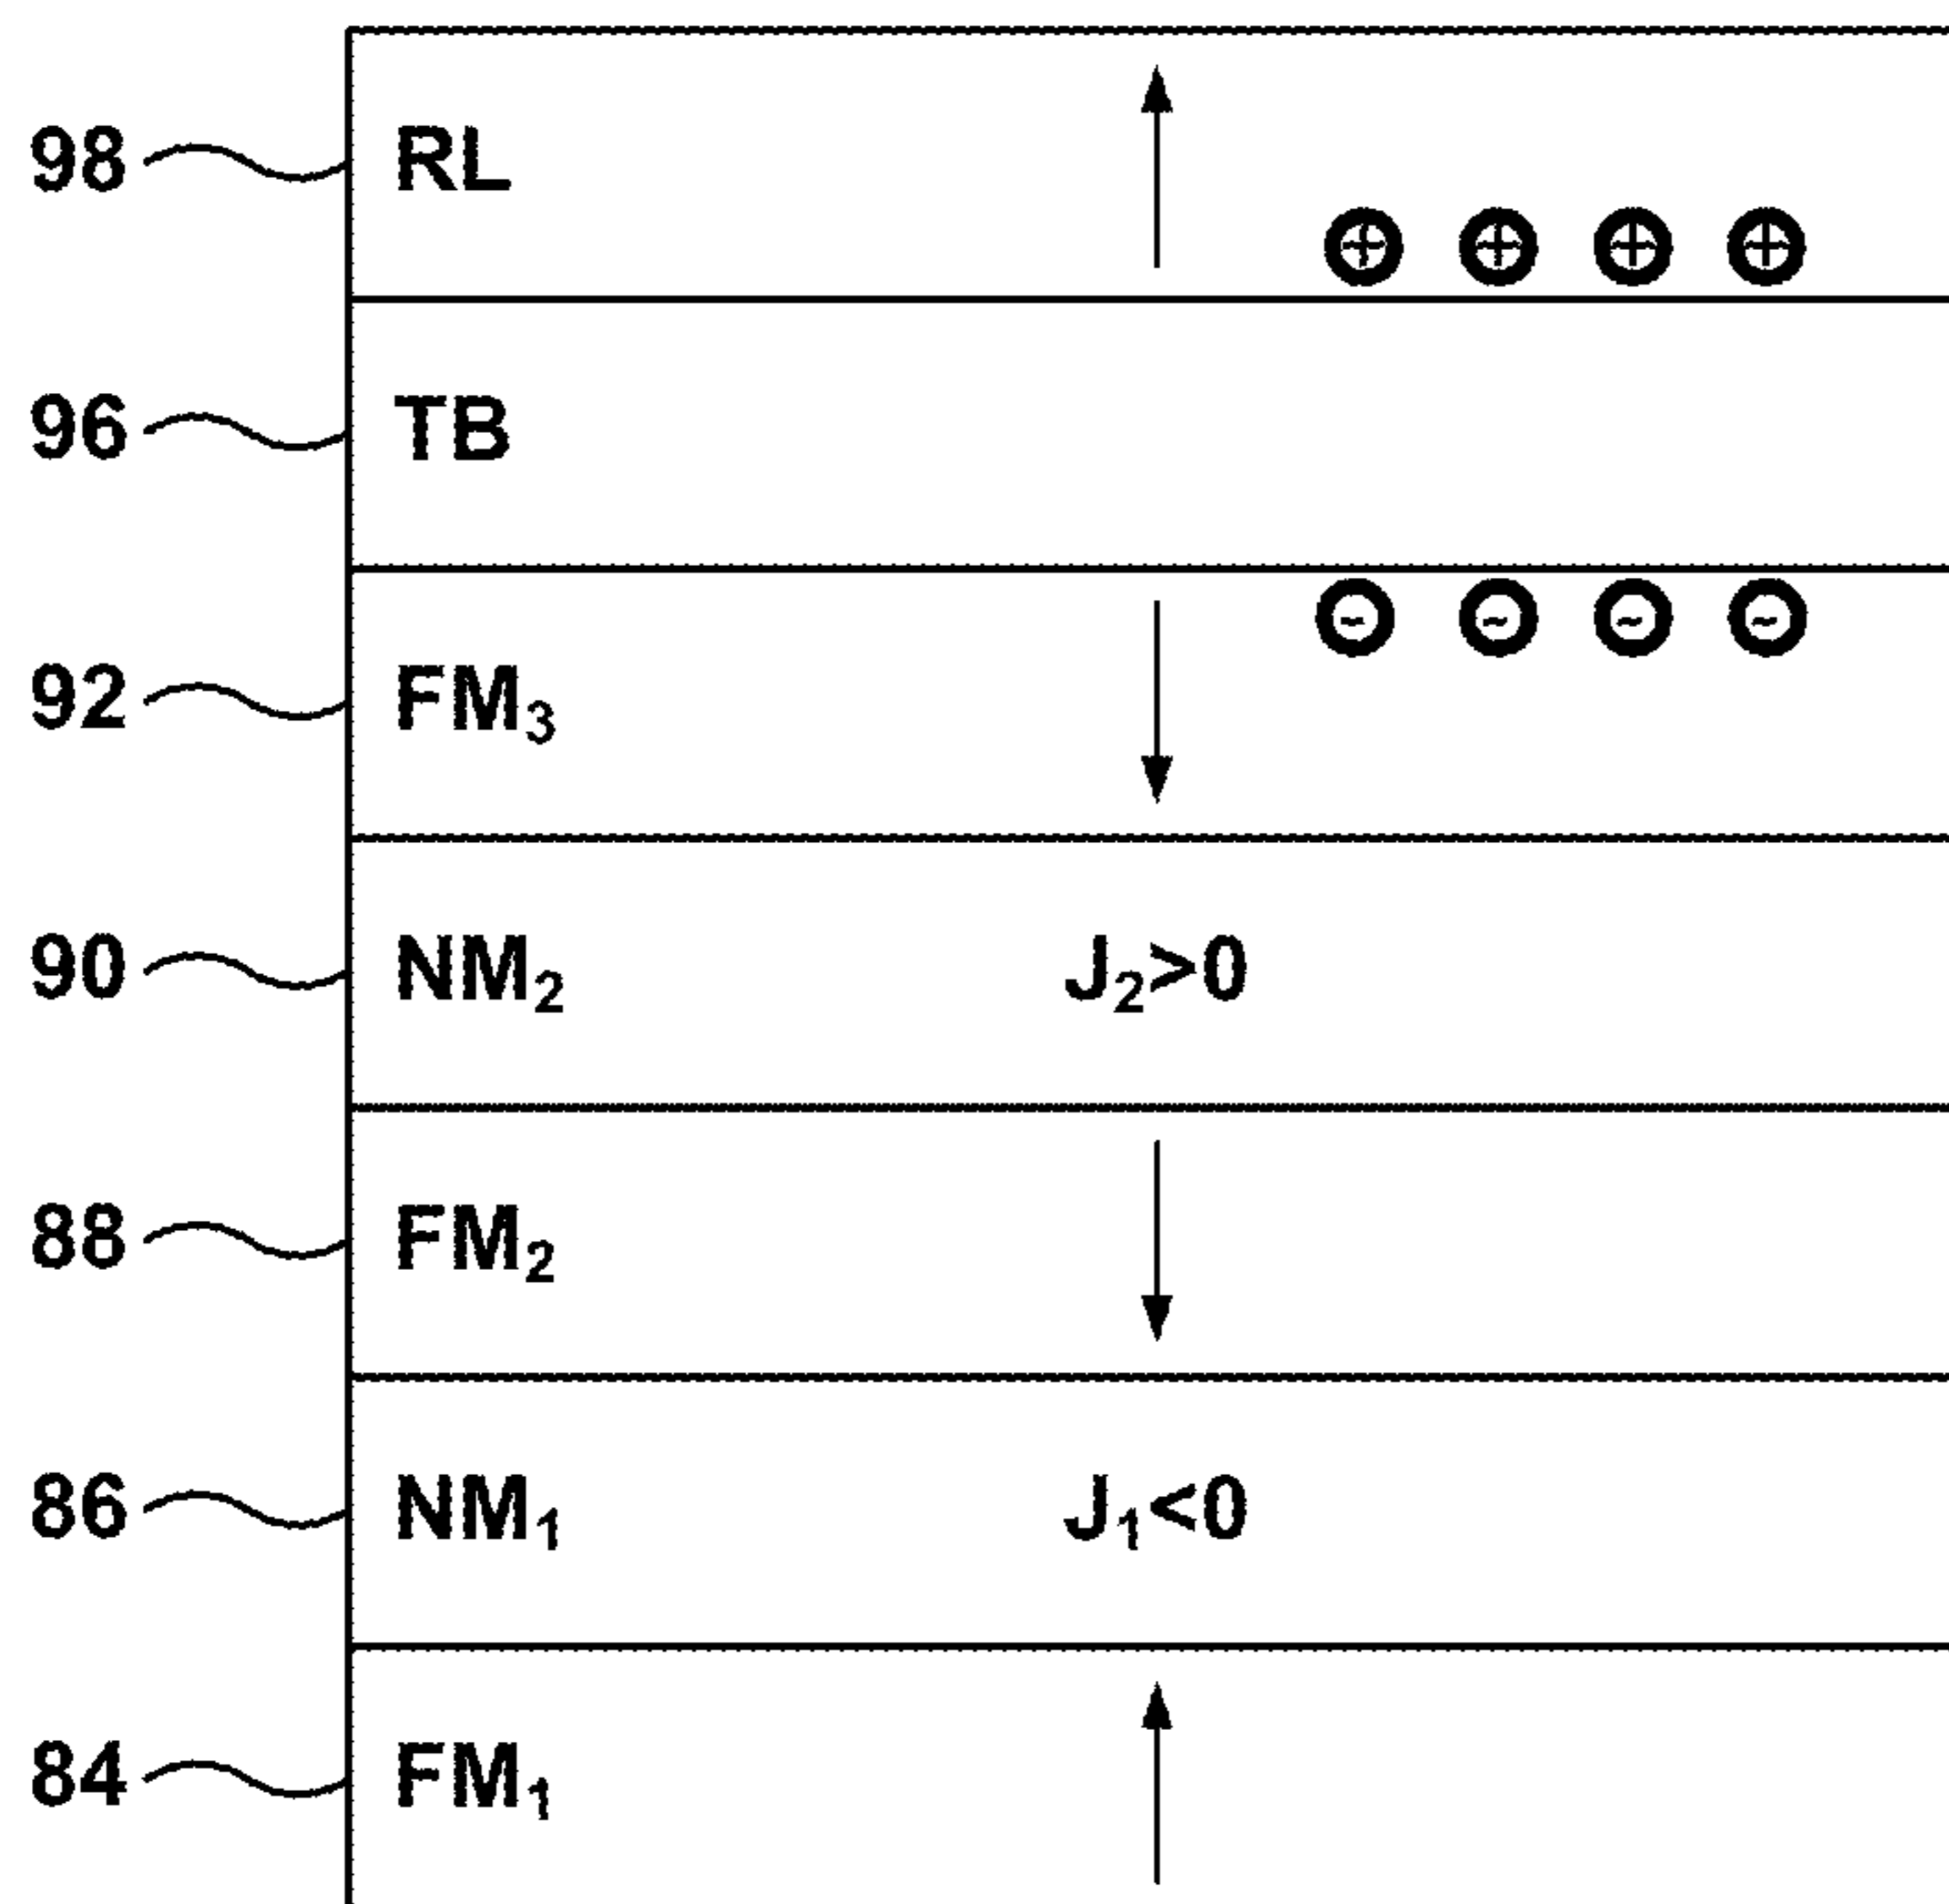 98 RL
⊕ ⊕ ⊕ ⊕
96 TB
⊖ ⊖ ⊖ ⊖
92 FM₃
90 NM₂ J₂>0
88 FM₂
86 NM₁ J₁<0
84 FM₁